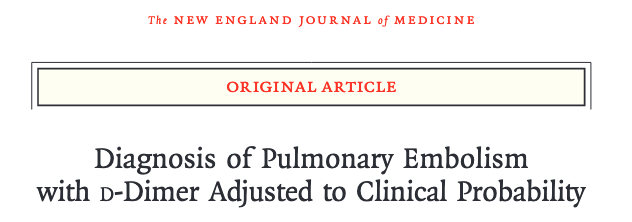 The NEW ENGLAND JOURNAL of MEDICINE
ORIGINAL ARTICLE
Diagnosis of Pulmonary Embolism
with D-Dimer Adjusted to Clinical Probability